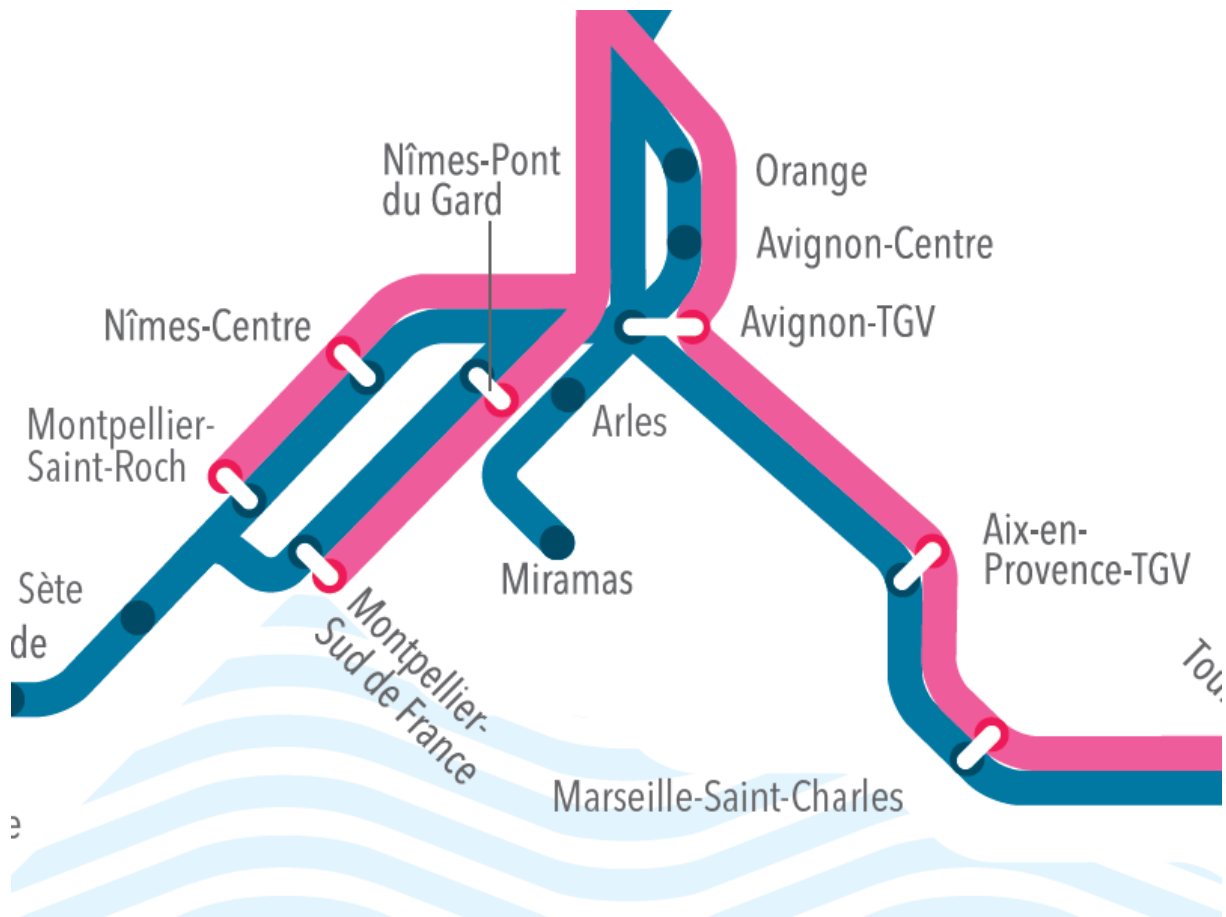 Nîmes-Pont
du Gard
Orange
Avignon-Centre
Nîmes-Centre
Avignon-TGV
Montpellier-
Saint-Roch
Arles
Aix-en-
Provence-TGV
Miramas
Sète
de
Montpellier-
Sud de France
Marseille-Saint-Charles